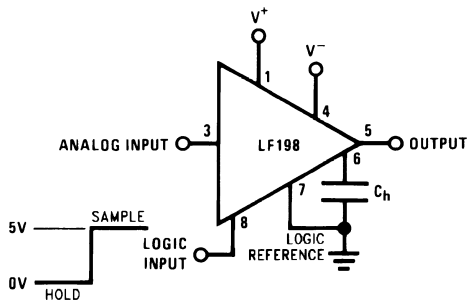 V+
V−
1
4
3
ANALOG INPUT
LF198
5
OUTPUT
6
7
Ch
8
5V
SAMPLE
LOGIC
INPUT
LOGIC
REFERENCE
0V
HOLD